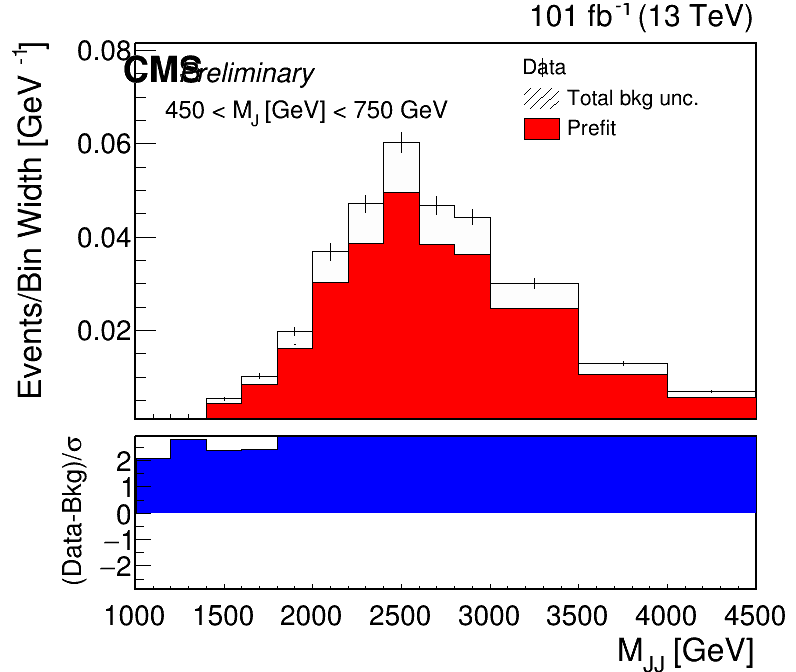 101 fb⁻¹ (13 TeV)
CMS Preliminary
450 < M_J [GeV] < 750 GeV
Data
Total bkg unc.
Prefit
Events/Bin Width [GeV⁻¹]
0.08
0.06
0.04
0.02
(Data-Bkg)/σ
2
1
0
−1
−2
1000 1500 2000 2500 3000 3500 4000 4500
M_JJ [GeV]